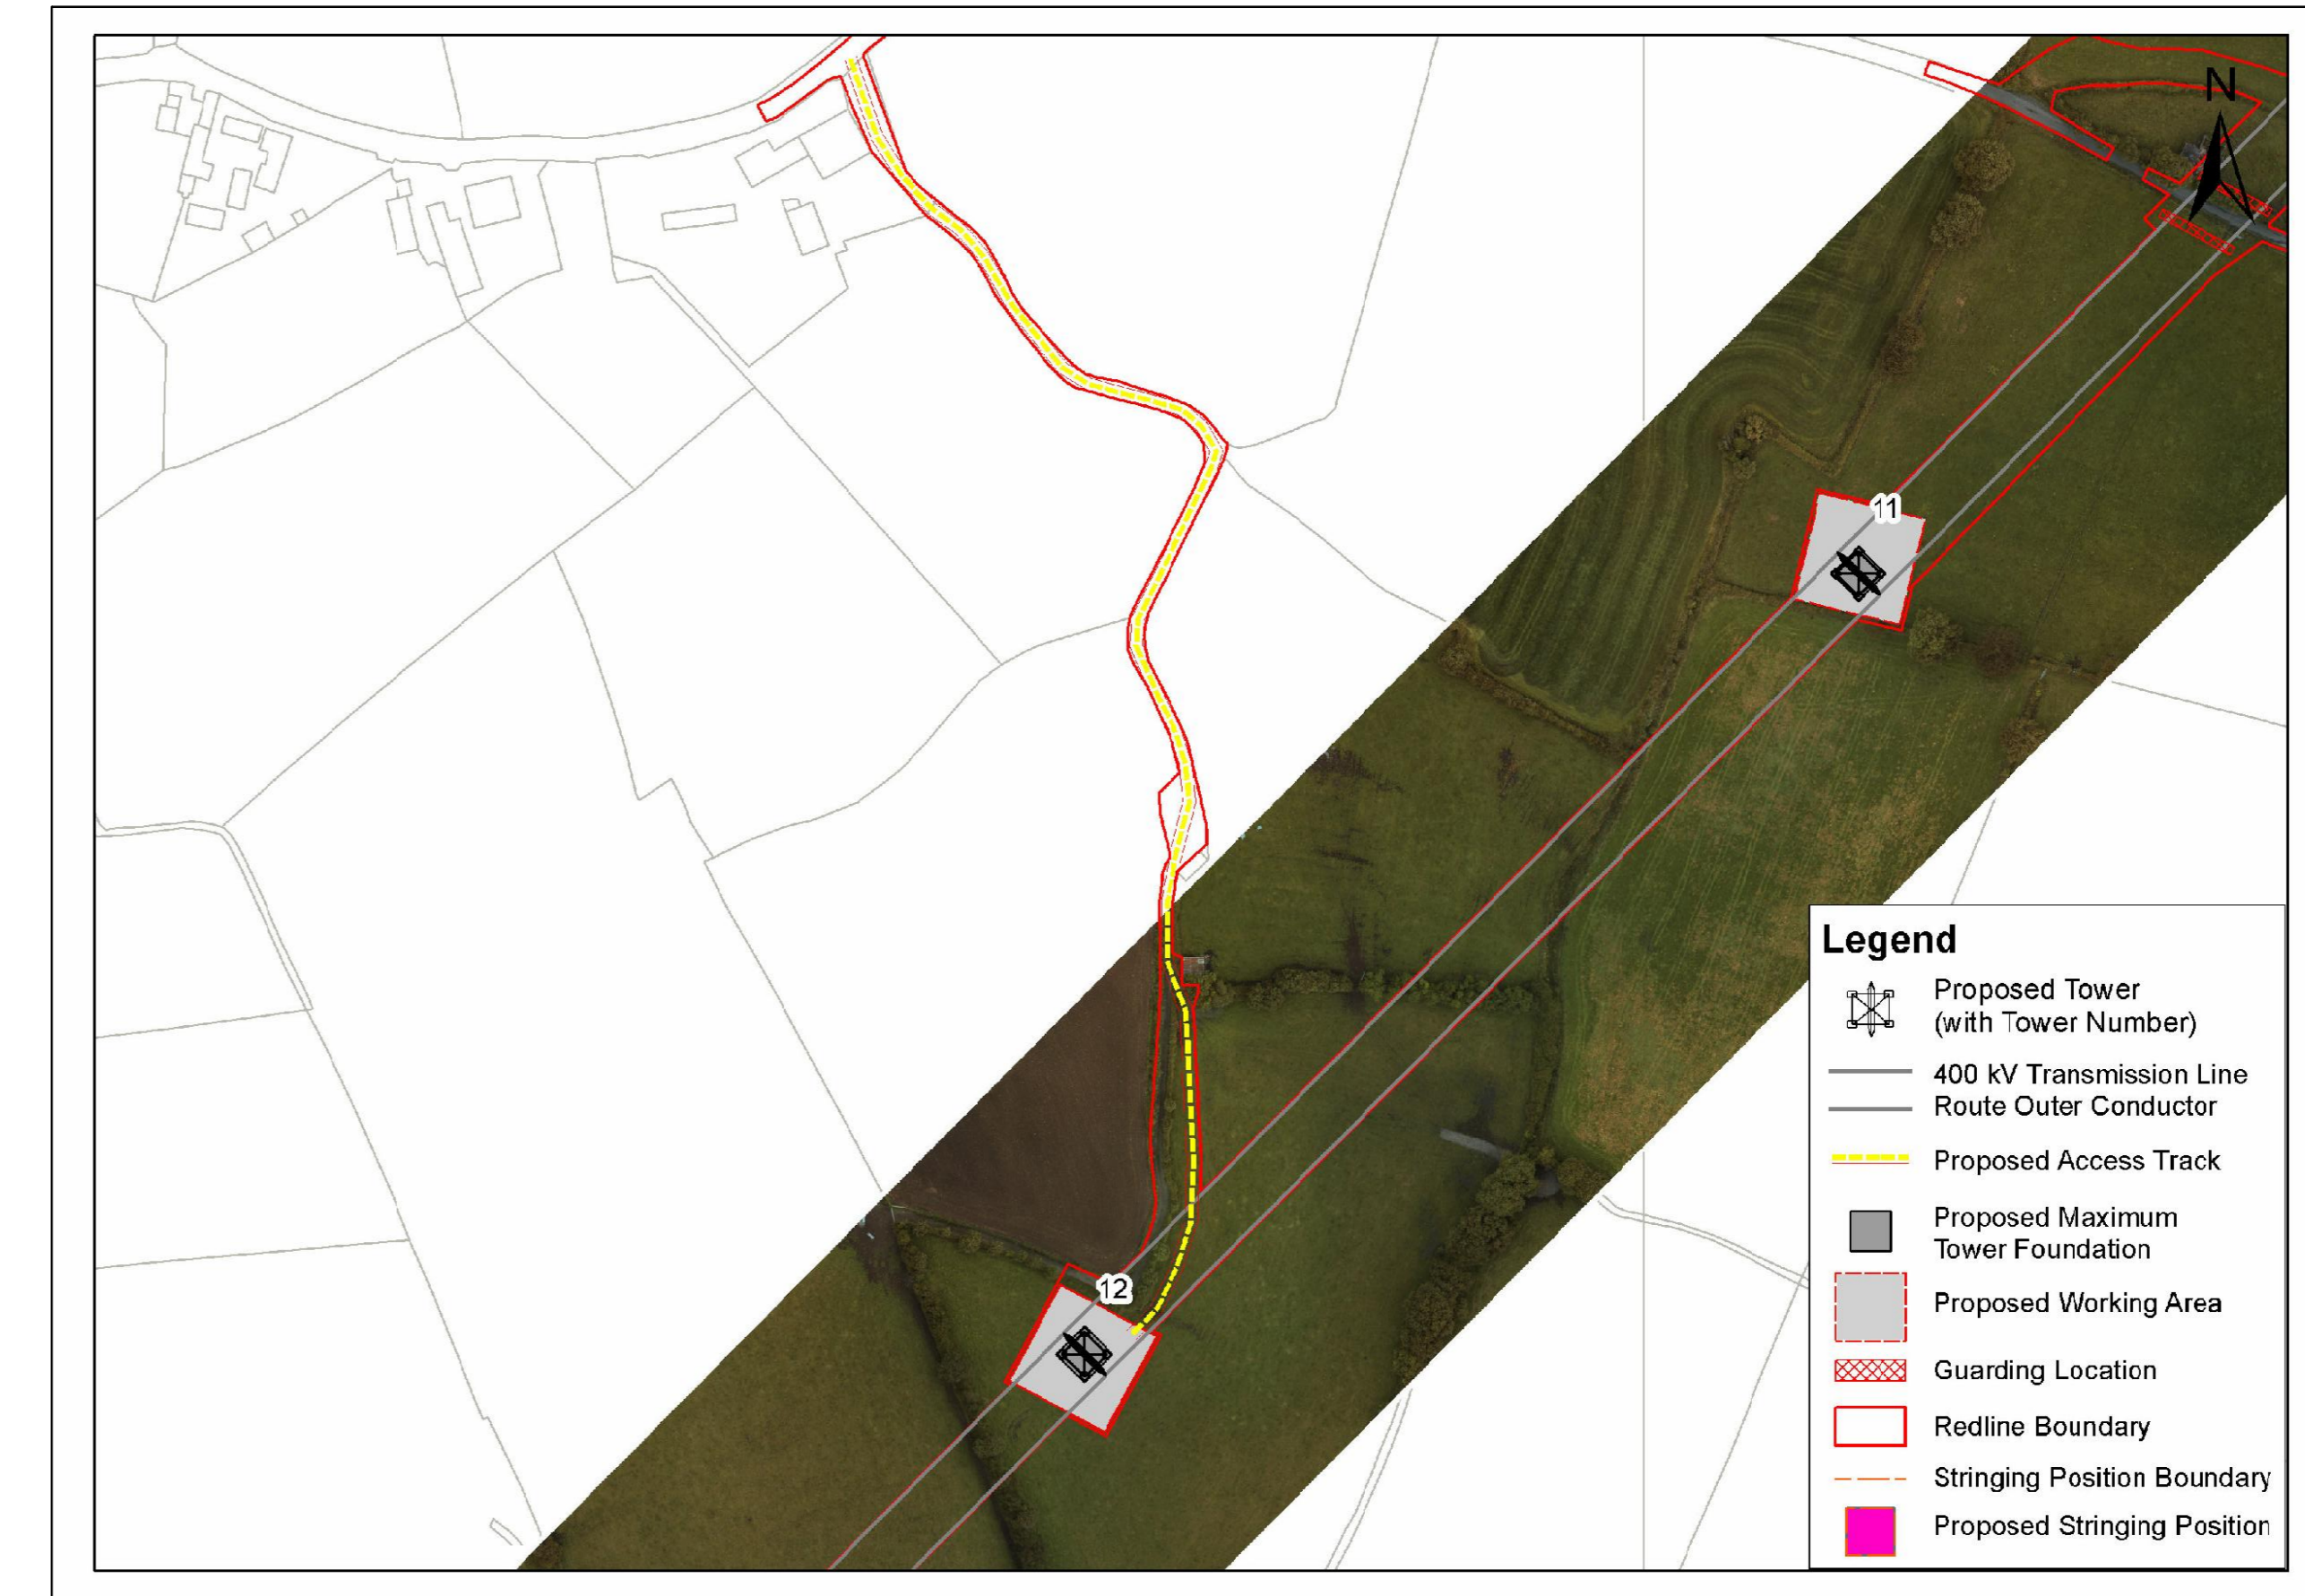 N
11
12
Legend
Proposed Tower
(with Tower Number)
400 kV Transmission Line
Route Outer Conductor
Proposed Access Track
Proposed Maximum
Tower Foundation
Proposed Working Area
Guarding Location
Redline Boundary
Stringing Position Boundary
Proposed Stringing Position